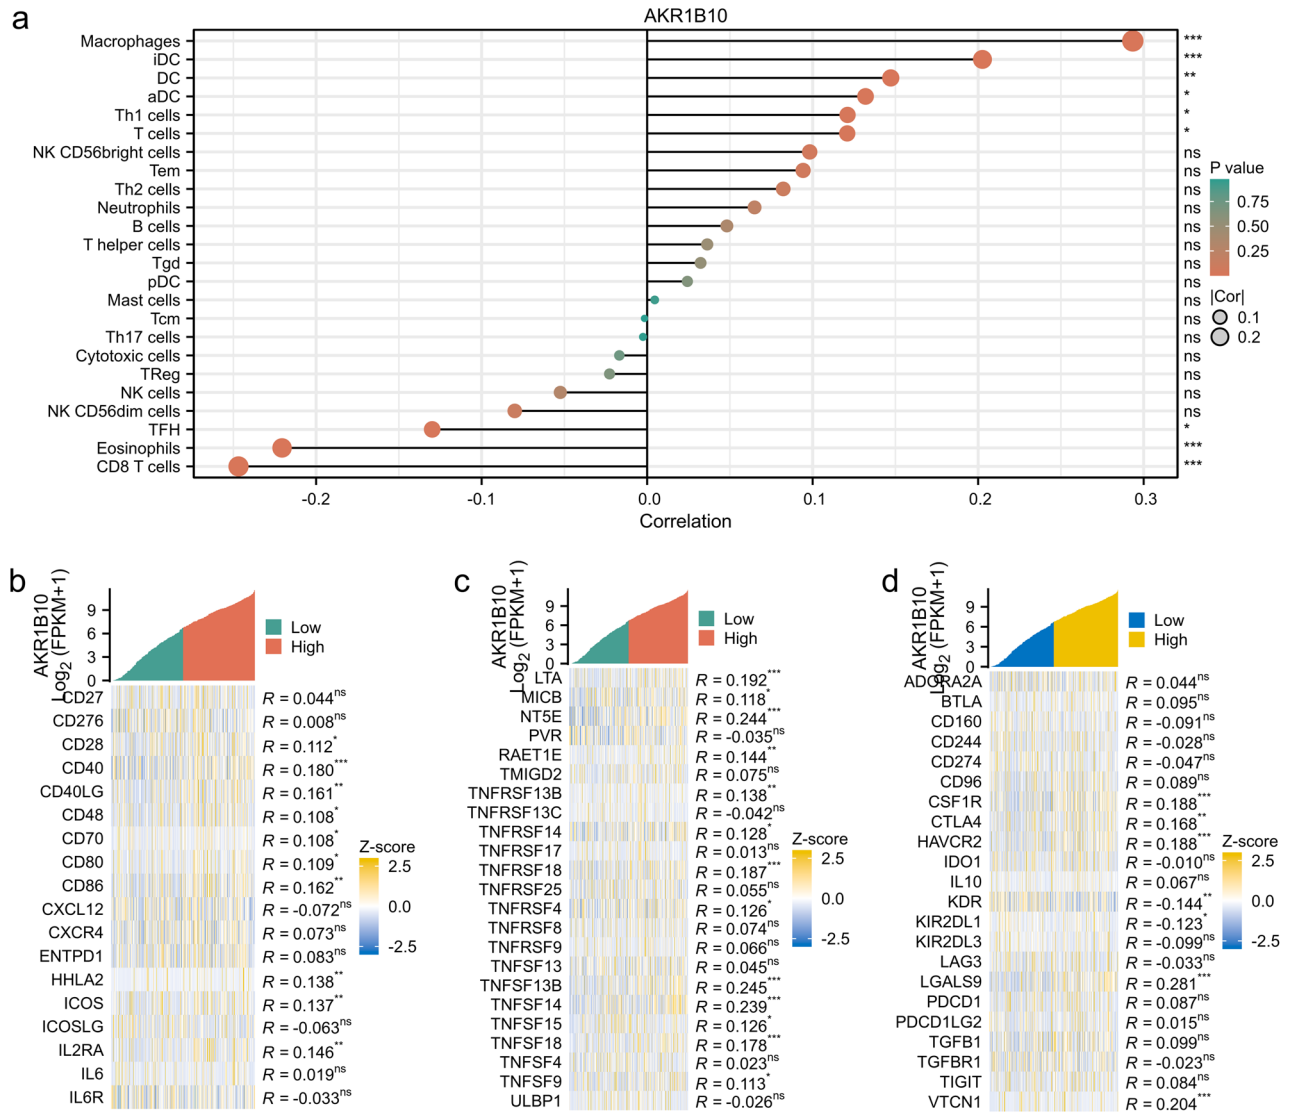 a
AKR1B10
Macrophages ***
iDC ***
DC **
aDC *
Th1 cells *
T cells *
NK CD56bright cells ns
Tem ns
Th2 cells ns
Neutrophils ns
B cells ns
T helper cells ns
Tgd ns
pDC ns
Mast cells ns
Tcm ns
Th17 cells ns
Cytotoxic cells ns
TReg ns
NK cells ns
NK CD56dim cells ns
TFH *
Eosinophils ***
CD8 T cells ***
-0.2 -0.1 0.0 0.1 0.2 0.3
Correlation
P value
0.75
0.50
0.25
|Cor|
0.1
0.2
b
AKR1B10
Log2 (FPKM+1)
9
6
3
0
Low
High
CD27 R = 0.044ns
CD276 R = 0.008ns
CD28 R = 0.112*
CD40 R = 0.180***
CD40LG R = 0.161**
CD48 R = 0.108*
CD70 R = 0.108*
CD80 R = 0.109*
CD86 R = 0.162**
CXCL12 R = -0.072ns
CXCR4 R = 0.073ns
ENTPD1 R = 0.083ns
HHLA2 R = 0.138**
ICOS R = 0.137**
ICOSLG R = -0.063ns
IL2RA R = 0.146**
IL6 R = 0.019ns
IL6R R = -0.033ns
Z-score
2.5
0.0
-2.5
c
AKR1B10
Log2 (FPKM+1)
9
6
3
0
Low
High
LTA R = 0.192***
MICB R = 0.118*
NT5E R = 0.244***
PVR R = -0.035ns
RAET1E R = 0.144**
TMIGD2 R = 0.075ns
TNFRSF13B R = 0.138**
TNFRSF13C R = -0.042ns
TNFRSF14 R = 0.128*
TNFRSF17 R = 0.013ns
TNFRSF18 R = 0.187***
TNFRSF25 R = 0.055ns
TNFRSF4 R = 0.126*
TNFRSF8 R = 0.074ns
TNFRSF9 R = 0.066ns
TNFSF13 R = 0.045ns
TNFSF13B R = 0.245***
TNFSF14 R = 0.239***
TNFSF15 R = 0.126*
TNFSF18 R = 0.178***
TNFSF4 R = 0.023ns
TNFSF9 R = 0.113*
ULBP1 R = -0.026ns
Z-score
2.5
0.0
-2.5
d
AKR1B10
Log2 (FPKM+1)
9
6
3
0
Low
High
ADORA2A R = 0.044ns
BTLA R = 0.095ns
CD160 R = -0.091ns
CD244 R = -0.028ns
CD274 R = -0.047ns
CD96 R = 0.089ns
CSF1R R = 0.188***
CTLA4 R = 0.168**
HAVCR2 R = 0.188***
IDO1 R = -0.010ns
IL10 R = 0.067ns
KDR R = -0.144**
KIR2DL1 R = -0.123*
KIR2DL3 R = -0.099ns
LAG3 R = -0.033ns
LGALS9 R = 0.281***
PDCD1 R = 0.087ns
PDCD1LG2 R = 0.015ns
TGFB1 R = 0.099ns
TGFBR1 R = -0.023ns
TIGIT R = 0.084ns
VTCN1 R = 0.204***
Z-score
2.5
0.0
-2.5